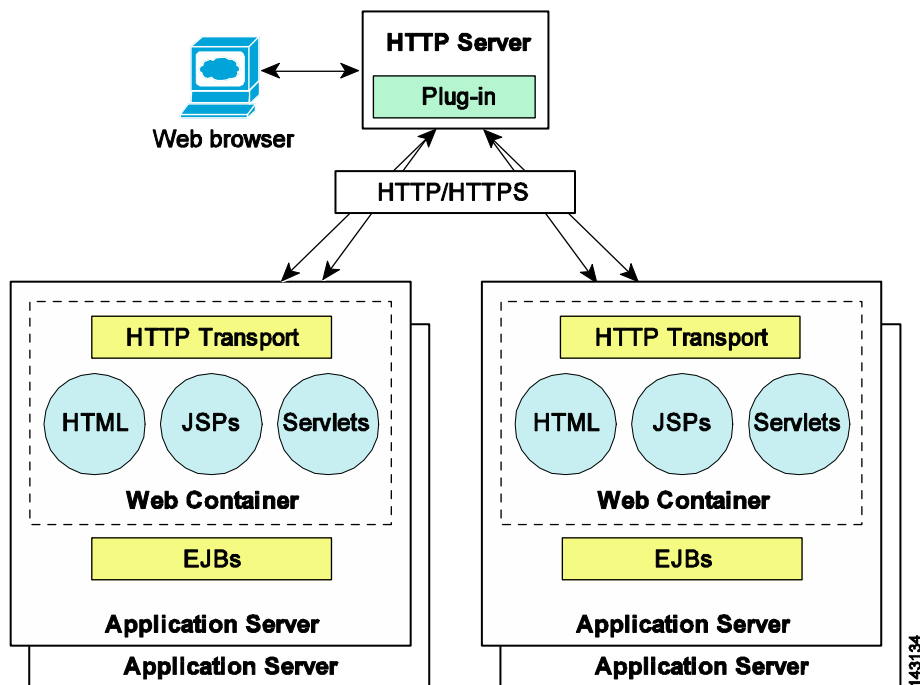 HTTP Server
Plug-in
Web browser
HTTP/HTTPS
HTTP Transport
HTML
JSPs
Servlets
Web Container
EJBs
Application Server
Application Server
HTTP Transport
HTML
JSPs
Servlets
Web Container
EJBs
Application Server
Application Server
443134